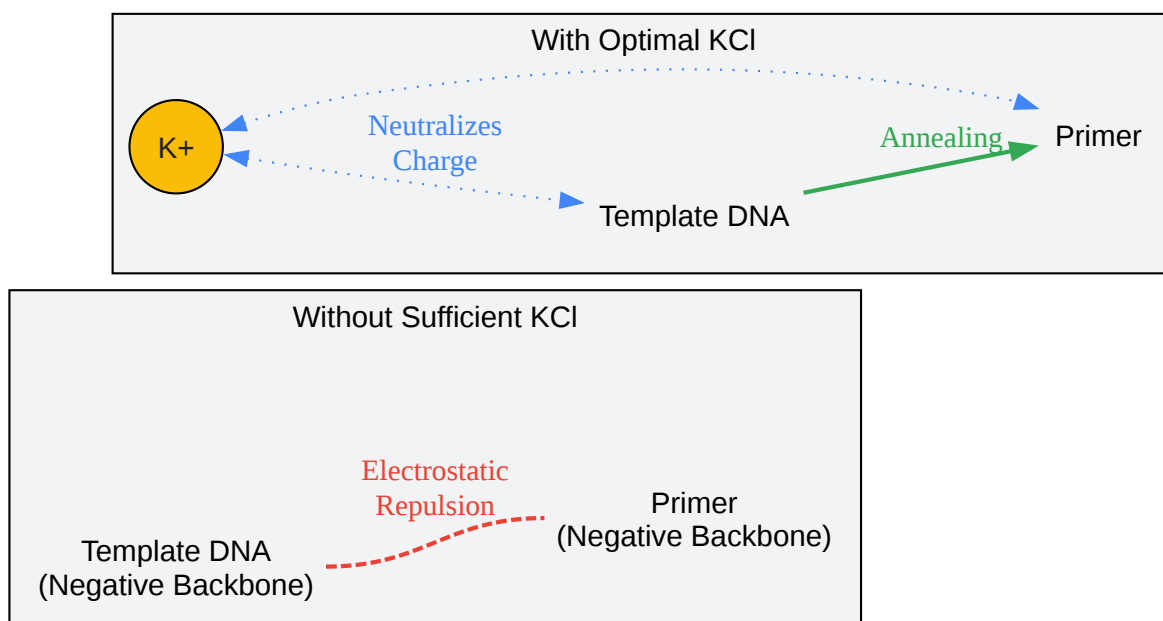 With Optimal KCl
K+
Neutralizes
Charge
Annealing
Primer
Template DNA
Without Sufficient KCl
Electrostatic
Repulsion
Primer
(Negative Backbone)
Template DNA
(Negative Backbone)